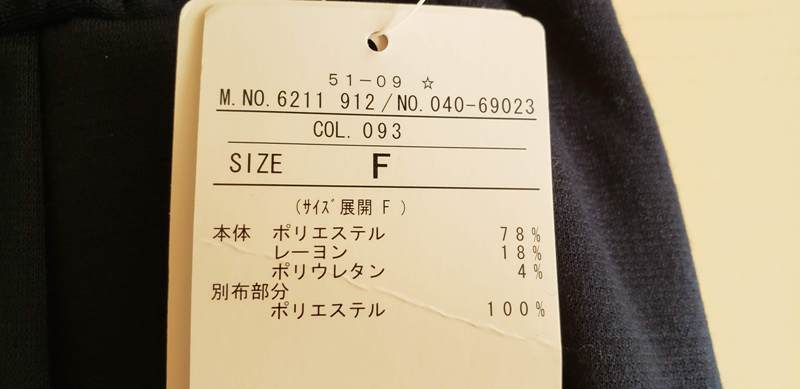 51-09 ☆
M.NO.6211 912/NO.040-69023
COL.093
SIZE F
(ｻｲｽﾞ展開 F )
本体 ポリエステル 78%
レーヨン 18%
ポリウレタン 4%
別布部分
ポリエステル 100%